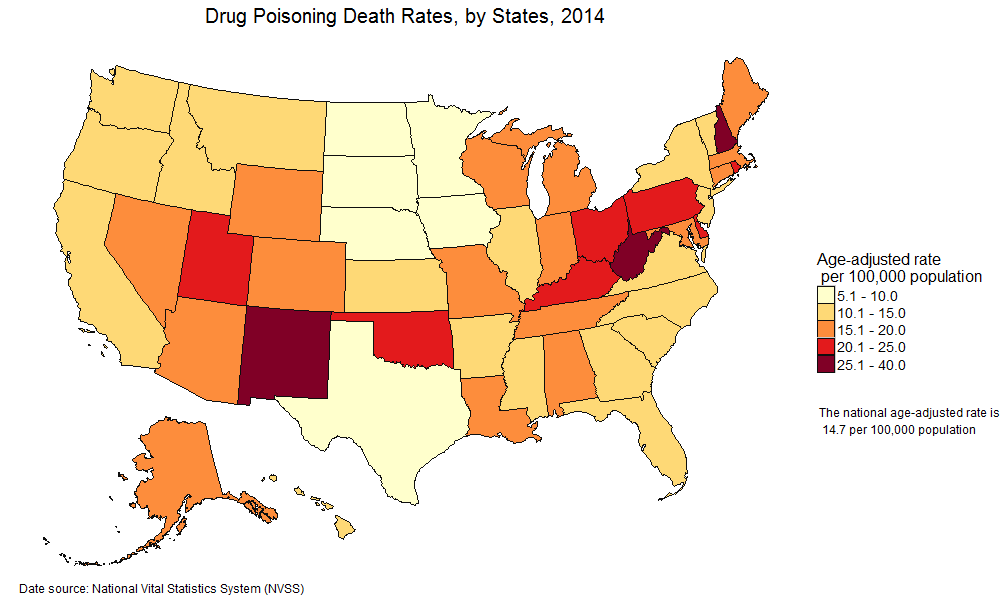 Drug Poisoning Death Rates, by States, 2014
Age-adjusted rate
per 100,000 population
5.1 - 10.0
10.1 - 15.0
15.1 - 20.0
20.1 - 25.0
25.1 - 40.0
The national age-adjusted rate is
14.7 per 100,000 population
Date source: National Vital Statistics System (NVSS)